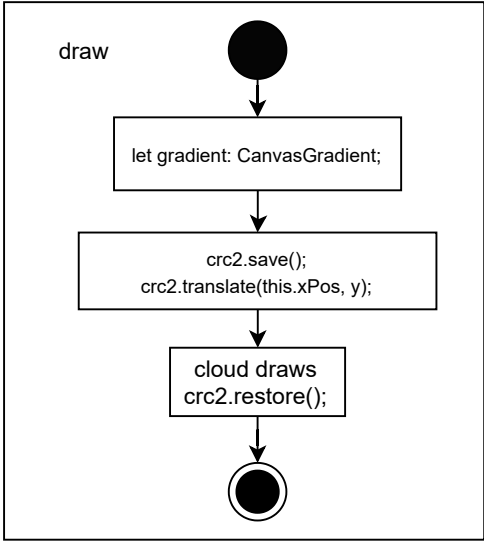 draw
let gradient: CanvasGradient;
crc2.save();
crc2.translate(this.xPos, y);
cloud draws
crc2.restore();